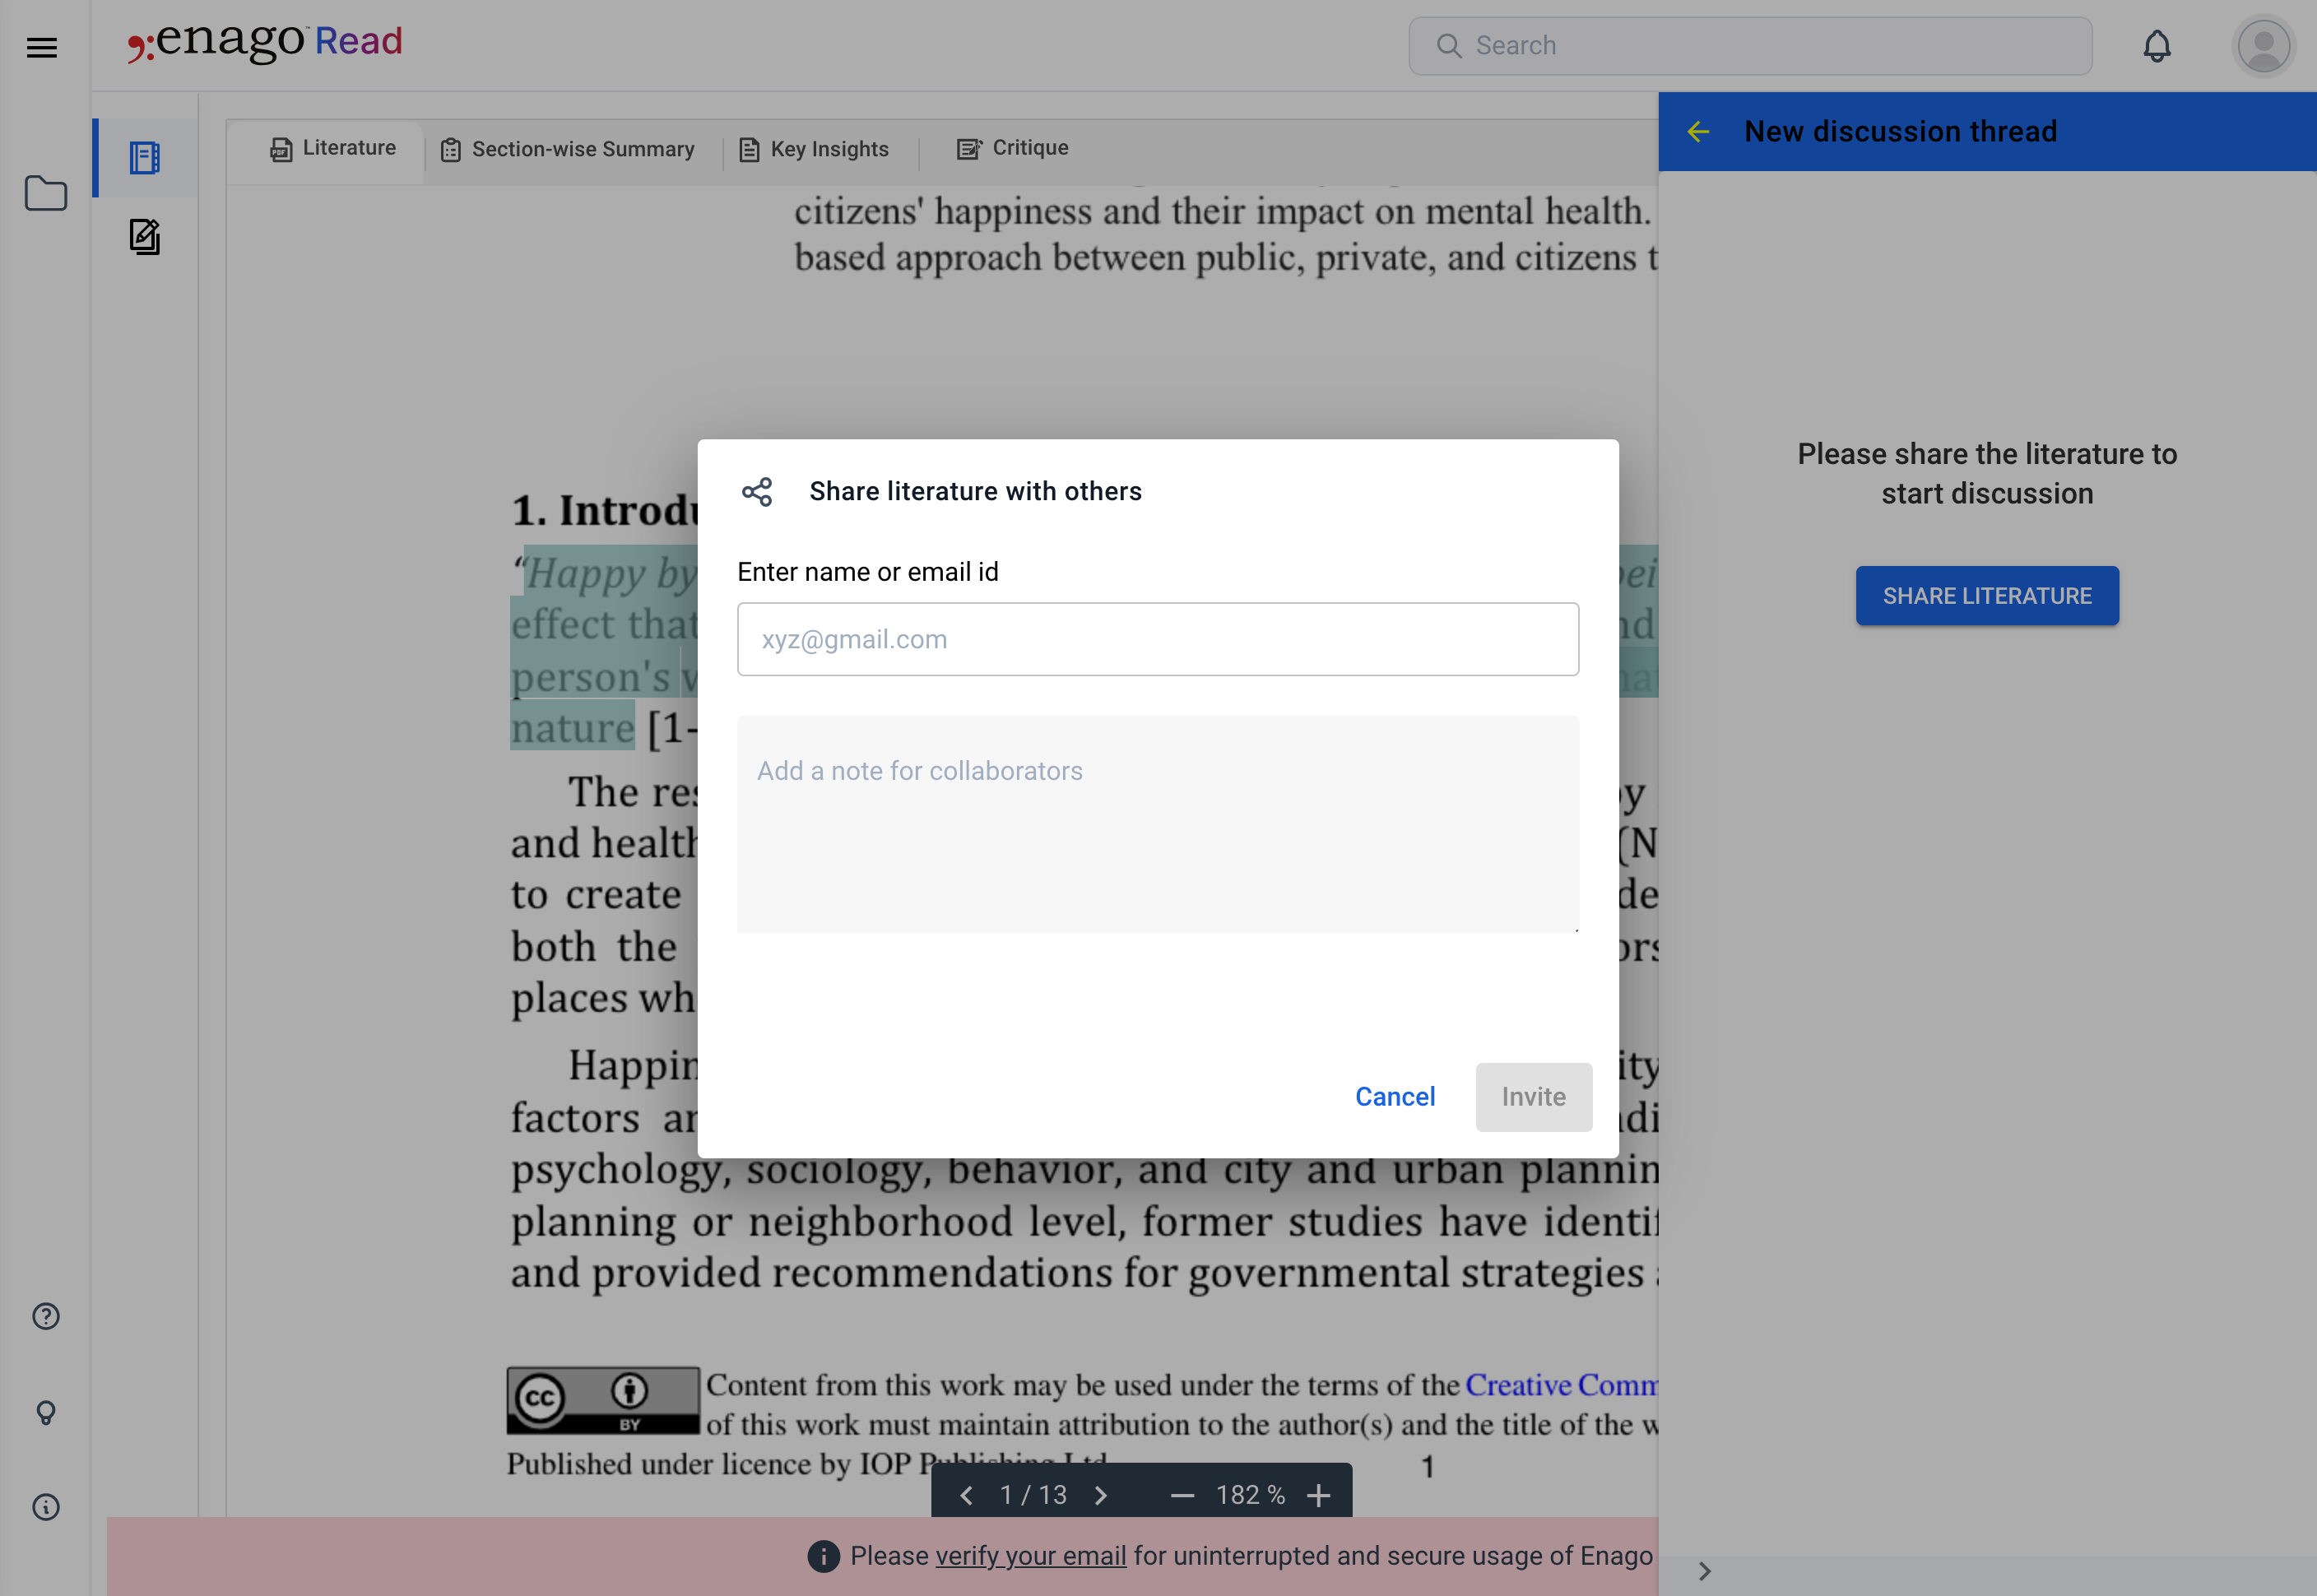 enago Read
Search
Literature
Section-wise Summary
Key Insights
Critique
New discussion thread
citizens' happiness and their impact on mental health.
based approach between public, private, and citizens t
Please share the literature to
start discussion
SHARE LITERATURE
Share literature with others
Enter name or email id
xyz@gmail.com
Add a note for collaborators
Cancel
Invite
1. Introdu
“Happy by
effect that
person's
nature [1-
The res
and health
to create
both the
places wh
Happin
factors an
psychology, sociology, behavior, and city and urban plannin
planning or neighborhood level, former studies have identif
and provided recommendations for governmental strategies
cc BY
Content from this work may be used under the terms of the Creative Comm
of this work must maintain attribution to the author(s) and the title of the w
Published under licence by IOP Publishing Ltd
1
1 / 13
182 %
Please verify your email for uninterrupted and secure usage of Enago